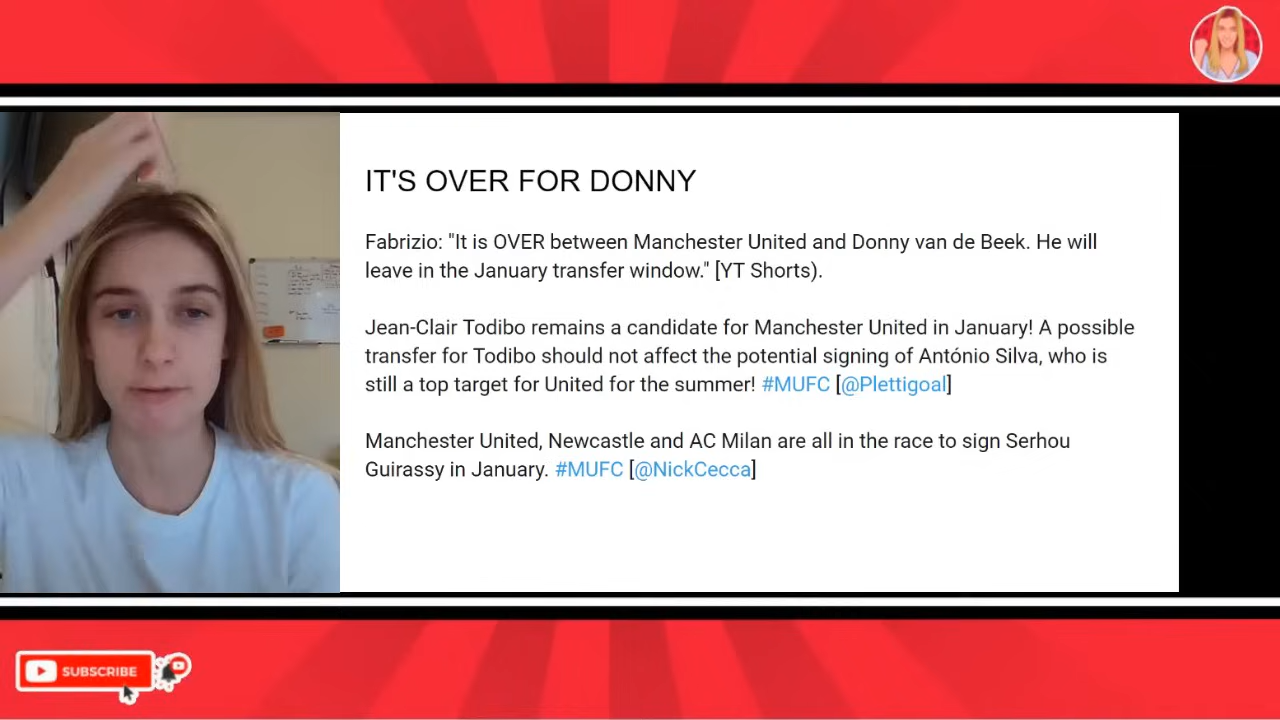 IT'S OVER FOR DONNY
Fabrizio: "It is OVER between Manchester United and Donny van de Beek. He will
leave in the January transfer window." [YT Shorts).
Jean-Clair Todibo remains a candidate for Manchester United in January! A possible
transfer for Todibo should not affect the potential signing of António Silva, who is
still a top target for United for the summer! #MUFC [@Plettigoal]
Manchester United, Newcastle and AC Milan are all in the race to sign Serhou
Guirassy in January. #MUFC [@NickCecca]
SUBSCRIBE